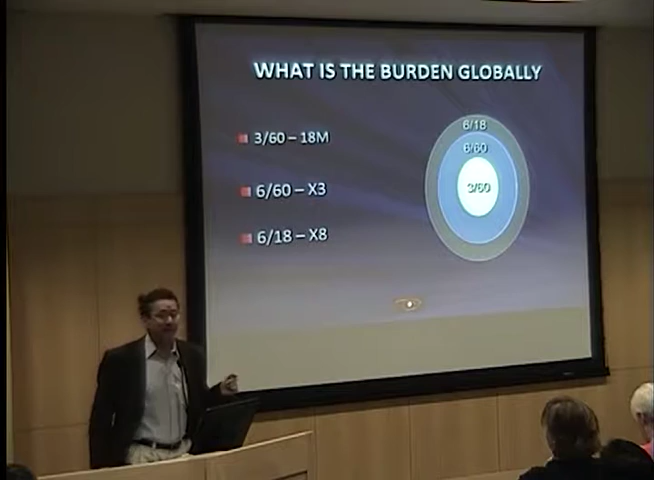 WHAT IS THE BURDEN GLOBALLY
3/60 – 18M
6/60 – X3
6/18 – X8
6/18
6/60
3/60